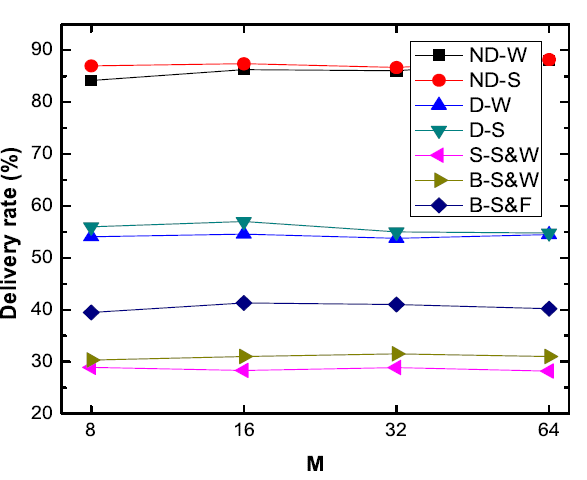 90
80
70
60
50
40
30
20
Delivery rate (%)
8
16
32
64
M
ND-W
ND-S
D-W
D-S
S-S&W
B-S&W
B-S&F